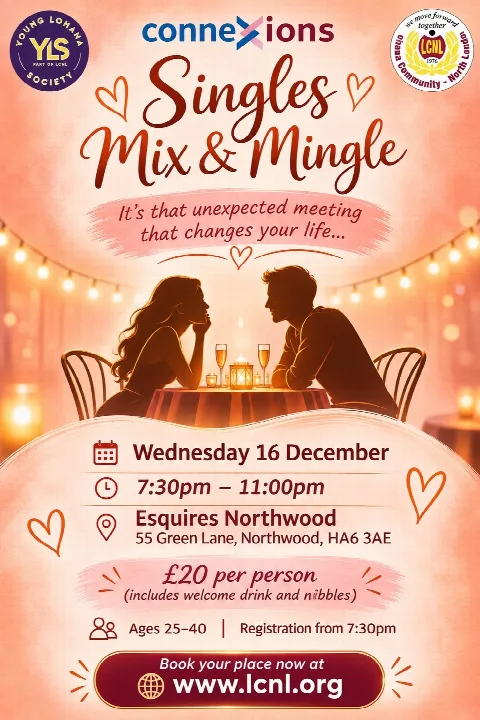 YOUNG LOHANA
YLS
PART OF LCNL
SOCIETY
conneXions
we move forward together
LCNL
1976
Community - North London
Singles
Mix & Mingle
It's that unexpected meeting
that changes your life...
Wednesday 16 December
7:30pm – 11:00pm
Esquires Northwood
55 Green Lane, Northwood, HA6 3AE
£20 per person
(includes welcome drink and nibbles)
Ages 25–40 | Registration from 7:30pm
Book your place now at
www.lcnl.org